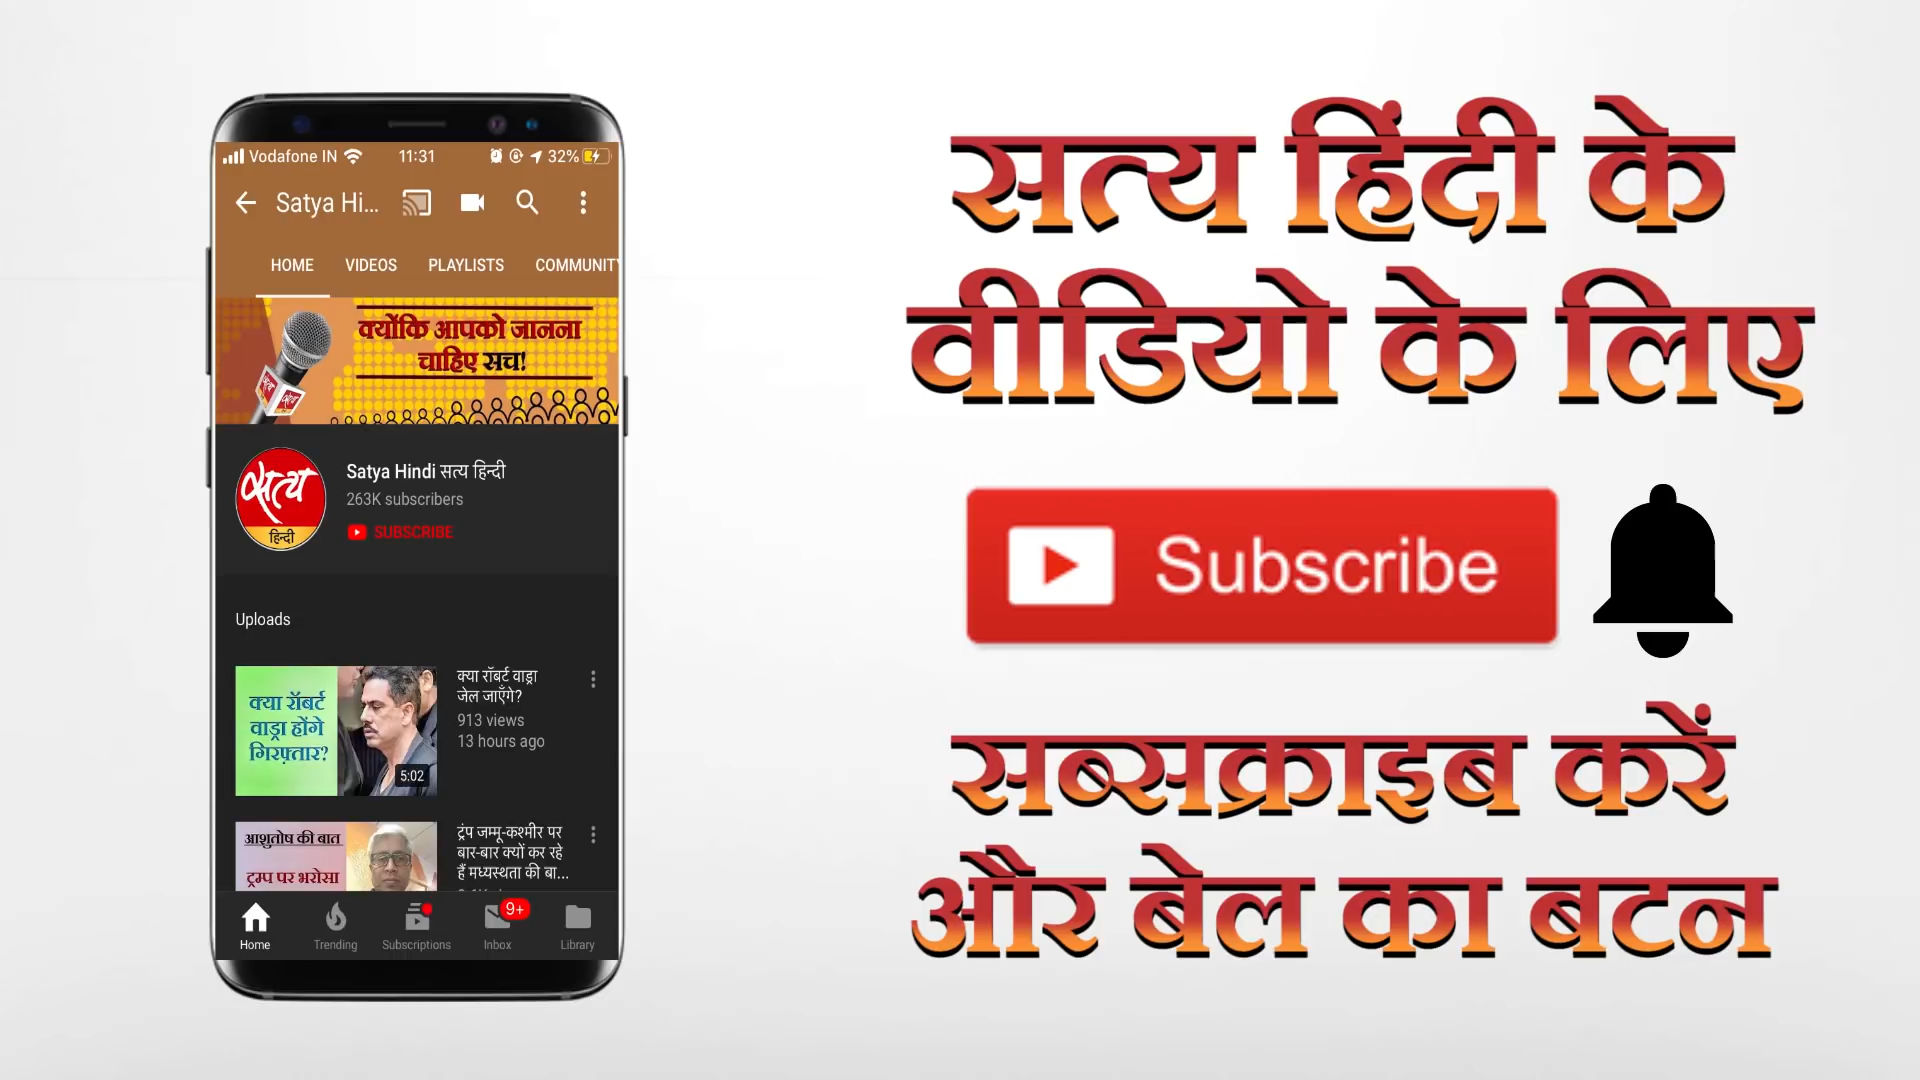 Vodafone IN 11:31 32%
Satya Hi...
HOME VIDEOS PLAYLISTS COMMUNITY
क्योंकि आपको जानना
चाहिए सच!
सत्य
हिन्दी
Satya Hindi सत्य हिन्दी
263K subscribers
SUBSCRIBE
Uploads
क्या रॉबर्ट
वाड्रा होंगे
गिरफ़्तार?
5:02
क्या रॉबर्ट वाड्रा
जेल जाएँगे?
913 views
13 hours ago
आशुतोष की बात
ट्रम्प पर भरोसा
ट्रंप जम्मू-कश्मीर पर
बार-बार क्यों कर रहे
हैं मध्यस्थता की बा...
9+
Home Trending Subscriptions Inbox Library
सत्य हिंदी के
वीडियो के लिए
Subscribe
सब्सक्राइब करें
और बेल का बटन